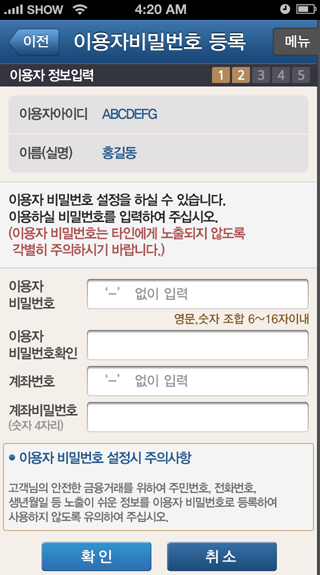 SHOW 4:20 AM
이전 이용자비밀번호 등록 메뉴
이용자 정보입력 1 2 3 4 5
이용자아이디 ABCDEFG
이름(실명) 홍길동
이용자 비밀번호 설정을 하실 수 있습니다.
이용하실 비밀번호를 입력하여 주십시오.
(이용자 비밀번호는 타인에게 노출되지 않도록
각별히 주의하시기 바랍니다.)
이용자
비밀번호
‘–’ 없이 입력
영문,숫자 조합 6~16자이내
이용자
비밀번호확인
계좌번호 ‘–’ 없이 입력
계좌비밀번호
(숫자 4자리)
• 이용자 비밀번호 설정시 주의사항
고객님의 안전한 금융거래를 위하여 주민번호, 전화번호,
생년월일 등 노출이 쉬운 정보를 이용자 비밀번호로 등록하여
사용하지 않도록 유의하여 주십시오.
확 인 취 소